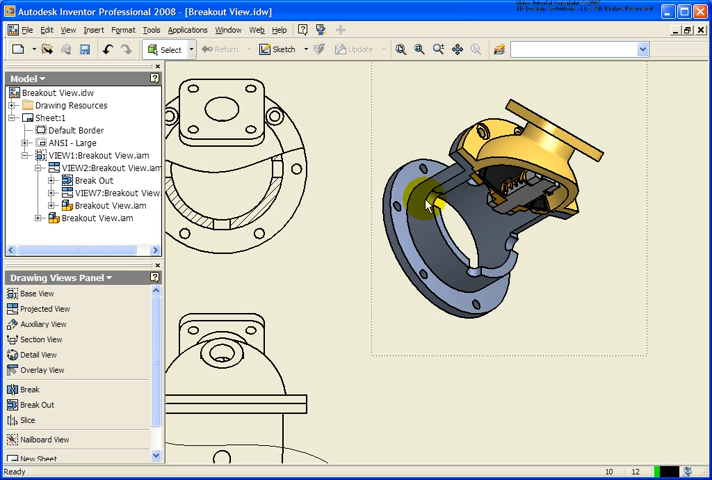 Autodesk Inventor Professional 2008 - [Breakout View.idw]
File Edit View Insert Format Tools Applications Window Web Help
Select Return Sketch Update
Model
Breakout View.idw
Drawing Resources
Sheet:1
Default Border
ANSI - Large
VIEW1:Breakout View.iam
VIEW2:Breakout View.iam
Break Out
VIEW7:Breakout View.iam
Breakout View.iam
Breakout View.iam
Drawing Views Panel
Base View
Projected View
Auxiliary View
Section View
Detail View
Overlay View
Break
Break Out
Slice
Nailboard View
New Sheet
Ready
10 12